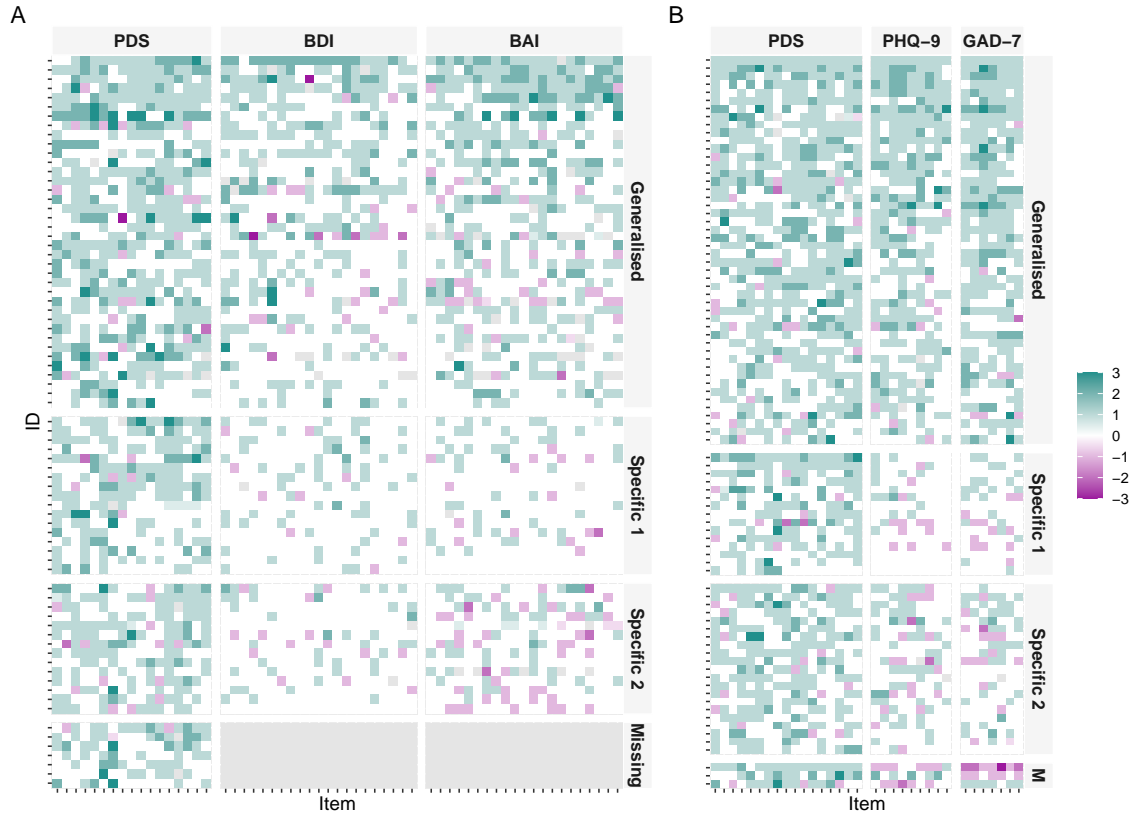 A
B
PDS
BDI
BAI
PDS
PHQ–9
GAD–7
Generalised
Specific 1
Specific 2
Missing
Generalised
Specific 1
Specific 2
M
ID
Item
Item
3
2
1
0
−1
−2
−3